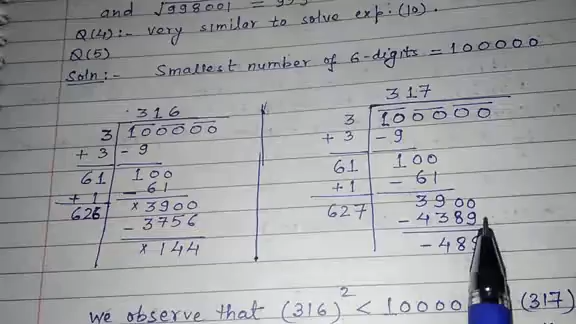 and √998001 = 999
Q(4):- very similar to solve exp:(10).
Q(5)
Soln:- Smallest number of 6-digits = 100000
316
3 100000
+ 3 - 9
61 100
+ 1 - 61
626 × 3900
- 3756
× 144
317
3 100000
+ 3 - 9
61 100
+1 - 61
627 3900
- 4389
- 489
we observe that (316)² < 10000 (317)